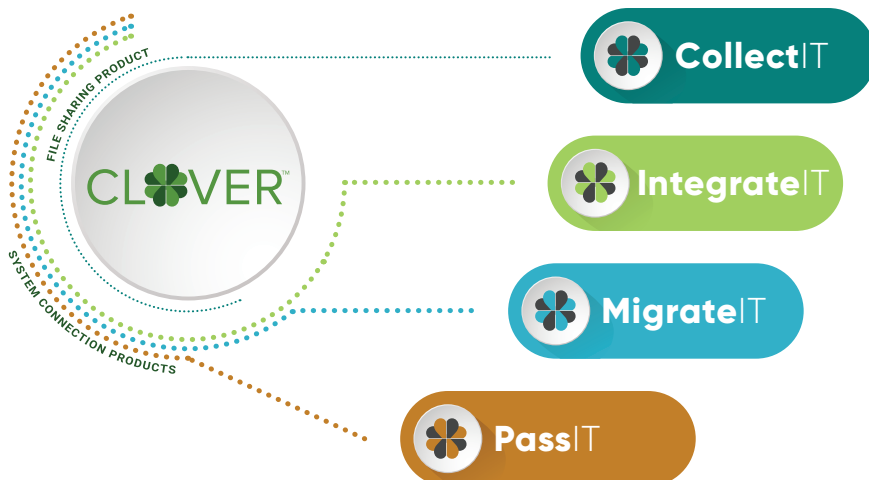 FILE SHARING PRODUCT
CLOVER™
SYSTEM CONNECTION PRODUCTS
CollectIT
IntegrateIT
MigrateIT
PassIT